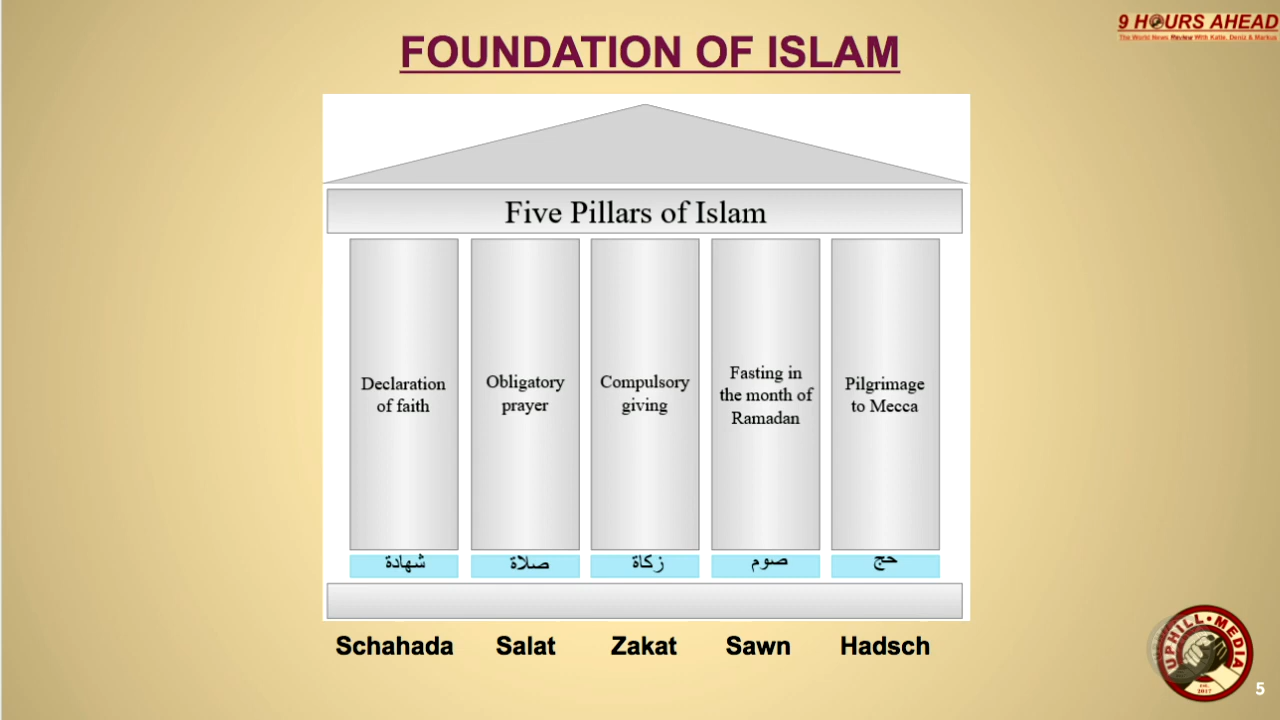 9 HOURS AHEAD
The World News Review With Katie, Deniz & Markus
FOUNDATION OF ISLAM
Five Pillars of Islam
Declaration
of faith
Obligatory
prayer
Compulsory
giving
Fasting in
the month of
Ramadan
Pilgrimage
to Mecca
شهادة
صلاة
زكاة
صوم
حج
Schahada
Salat
Zakat
Sawn
Hadsch
UPHILL • MEDIA
EST.
2017
5